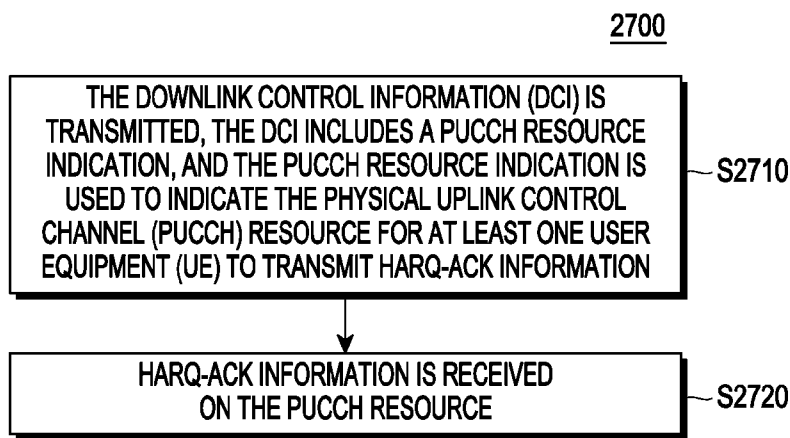 2700
THE DOWNLINK CONTROL INFORMATION (DCI) IS
TRANSMITTED, THE DCI INCLUDES A PUCCH RESOURCE
INDICATION, AND THE PUCCH RESOURCE INDICATION IS
USED TO INDICATE THE PHYSICAL UPLINK CONTROL
CHANNEL (PUCCH) RESOURCE FOR AT LEAST ONE USER
EQUIPMENT (UE) TO TRANSMIT HARQ-ACK INFORMATION
S2710
HARQ-ACK INFORMATION IS RECEIVED
ON THE PUCCH RESOURCE
S2720